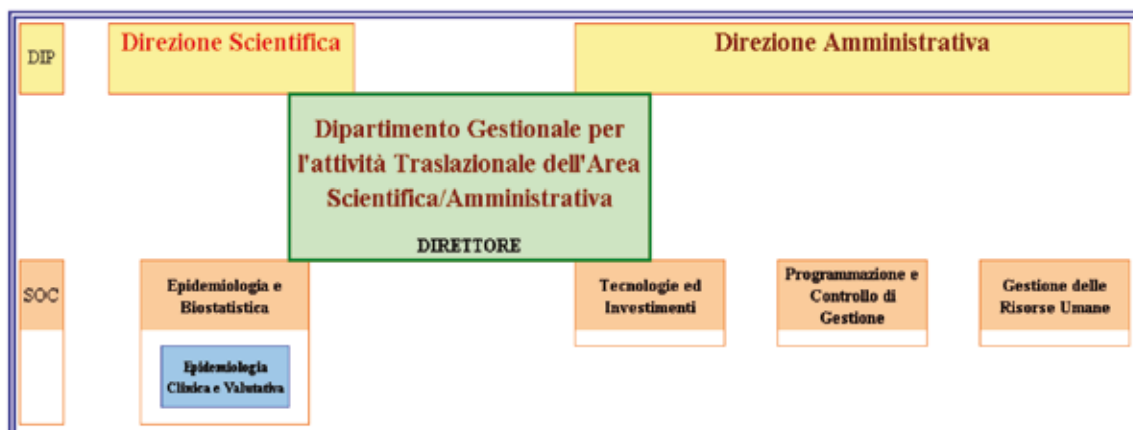 DIP
Direzione Scientifica
Direzione Amministrativa
Dipartimento Gestionale per
l'attività Traslazionale dell'Area
Scientifica/Amministrativa
DIRETTORE
SOC
Epidemiologia e
Biostatistica
Tecnologie ed
Investimenti
Programmazione e
Controllo di
Gestione
Gestione delle
Risorse Umane
Epidemiologia
Clinica e Valutativa